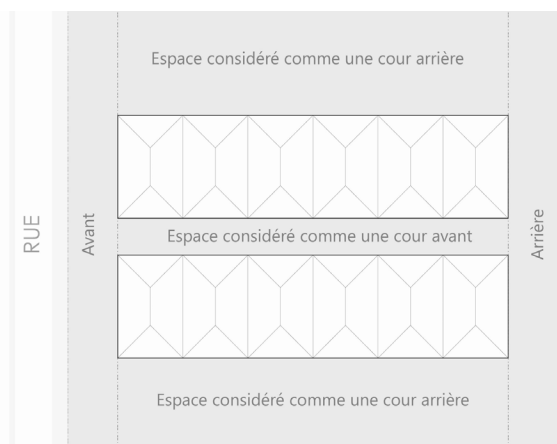 Espace considéré comme une cour arrière
RUE
Avant
Espace considéré comme une cour avant
Arrière
Espace considéré comme une cour arrière